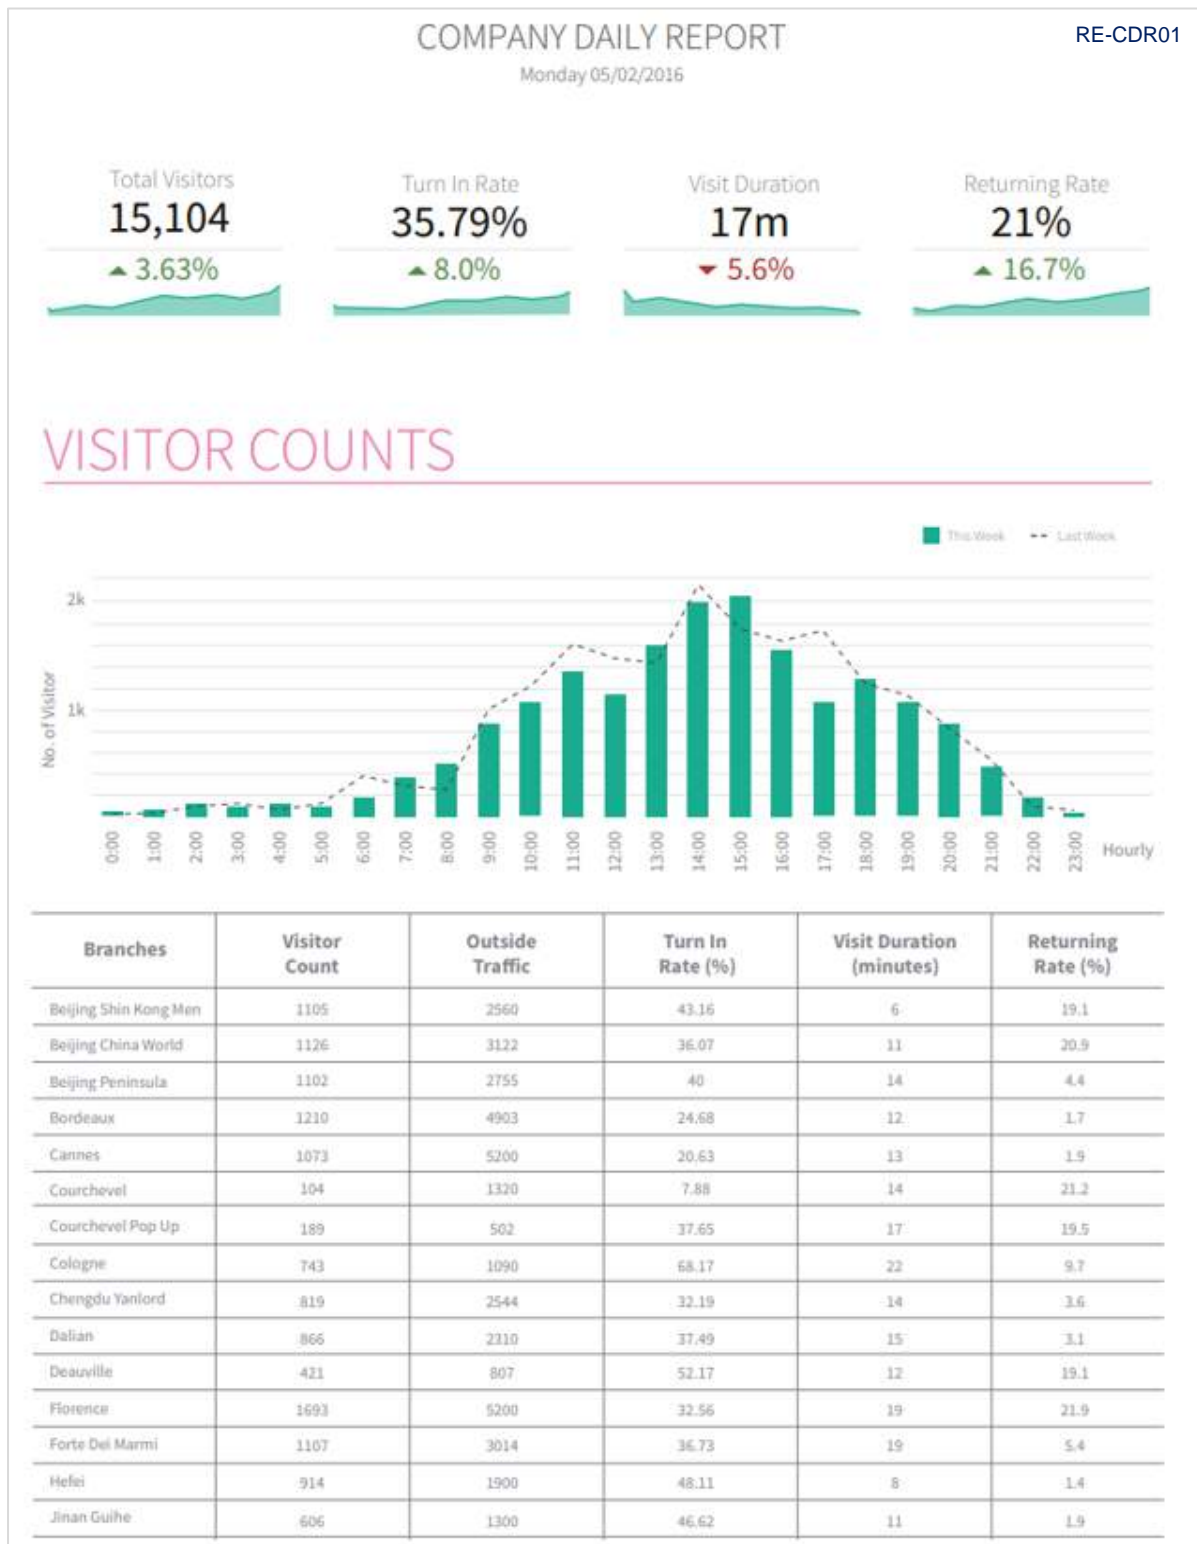 COMPANY DAILY REPORT
RE-CDR01
Monday 05/02/2016
Total Visitors Turn In Rate Visit Duration Returning Rate
15,104 35.79% 17m 21%
3.63% 8.0% 5.6% 16.7%
VISITOR COUNTS
This Week Last Week
2k
1k
No. of Visitor
0:00 1:00 2:00 3:00 4:00 5:00 6:00 7:00 8:00 9:00 10:00 11:00 12:00 13:00 14:00 15:00 16:00 17:00 18:00 19:00 20:00 21:00 22:00 23:00 Hourly
Branches Visitor Count Outside Traffic Turn In Rate (%) Visit Duration (minutes) Returning Rate (%)
Beijing Shin Kong Men 1105 2560 43.16 6 19.1
Beijing China World 1126 3122 36.07 11 20.9
Beijing Peninsula 1102 2755 40 14 4.4
Bordeaux 1210 4903 24.68 12 1.7
Cannes 1073 5200 20.63 13 1.9
Courchevel 104 1320 7.88 14 21.2
Courchevel Pop Up 189 502 37.65 17 19.5
Cologne 743 1090 68.17 22 9.7
Chengdu Yanlord 819 2544 32.19 14 3.6
Dalian 866 2310 37.49 15 3.1
Deauville 421 807 52.17 12 19.1
Florence 1693 5200 32.56 19 21.9
Forte Dei Marmi 1107 3014 36.73 19 5.4
Hefei 914 1900 48.11 8 1.4
Jinan Guihe 606 1300 46.62 11 1.9